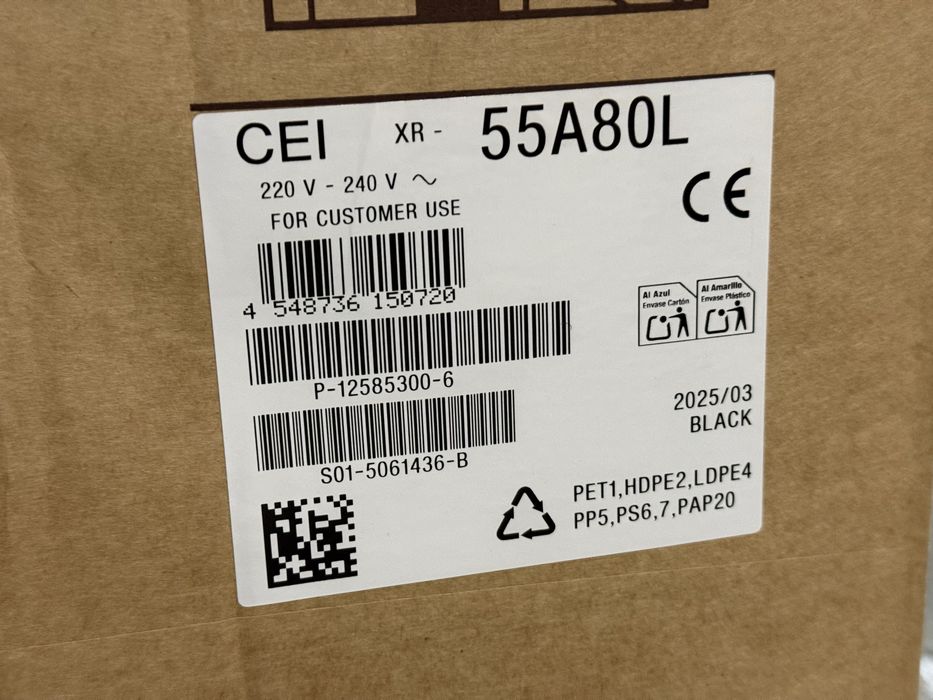 CEI XR - 55A80L
220 V - 240 V ~
FOR CUSTOMER USE
CE
4 548736 150720
Al Azul
Envase Cartón
Al Amarillo
Envase Plástico
P-12585300-6
2025/03
BLACK
S01-5061436-B
PET1,HDPE2,LDPE4
PP5,PS6,7,PAP20